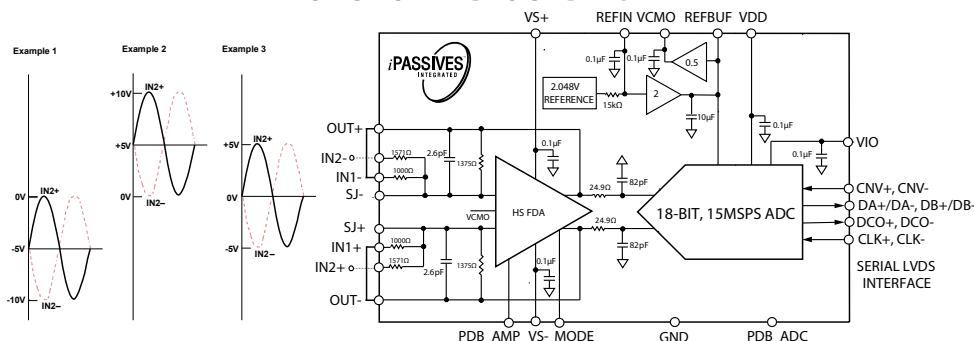 Example 1
Example 2
Example 3
0V
-5V
-10V
IN2+
IN2–
+10V
+5V
0V
IN2+
IN2–
+5V
0V
-5V
IN2+
IN2–
iPASSIVES
INTEGRATED
VS+
REFIN
VCMO
REFBUF
VDD
0.1µF
0.1µF
0.5
2.048V
REFERENCE
15kΩ
2
10µF
0.1µF
0.1µF
VIO
OUT+
IN2-
IN1-
SJ-
SJ+
IN1+
IN2+
OUT-
1571Ω
1000Ω
2.6pF
1375Ω
1000Ω
1571Ω
2.6pF
1375Ω
0.1µF
VCMO
HS FDA
0.1µF
24.9Ω
82pF
24.9Ω
82pF
18-BIT, 15MSPS ADC
CNV+, CNV-
DA+/DA-, DB+/DB-
DCO+, DCO-
CLK+, CLK-
SERIAL LVDS
INTERFACE
PDB_AMP
VS-
MODE
GND
PDB_ADC